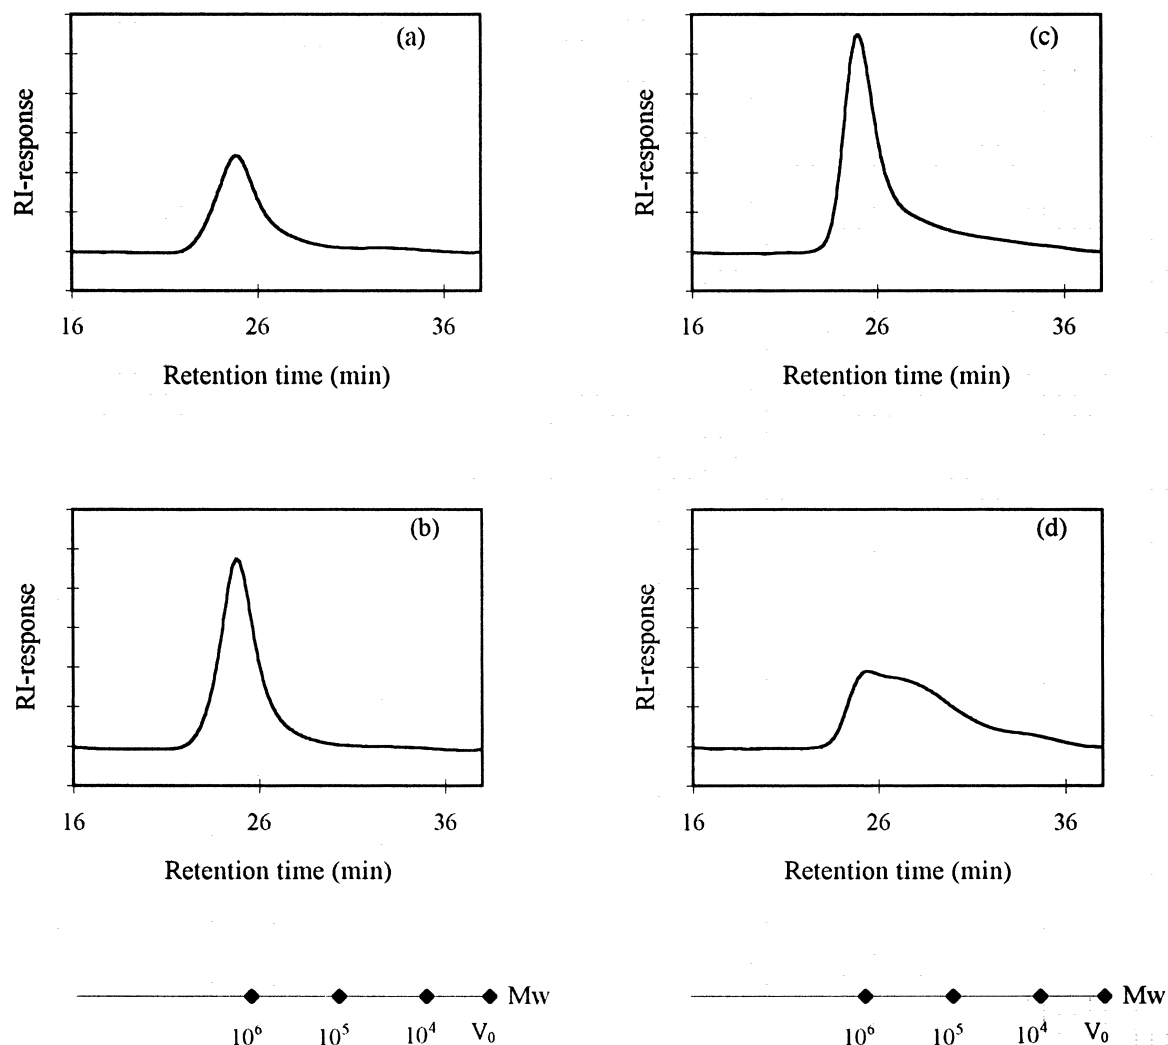 (a)
RI-response
16 26 36
Retention time (min)
(c)
RI-response
16 26 36
Retention time (min)
(b)
RI-response
16 26 36
Retention time (min)
(d)
RI-response
16 26 36
Retention time (min)
Mw
10⁶ 10⁵ 10⁴ V₀
Mw
10⁶ 10⁵ 10⁴ V₀